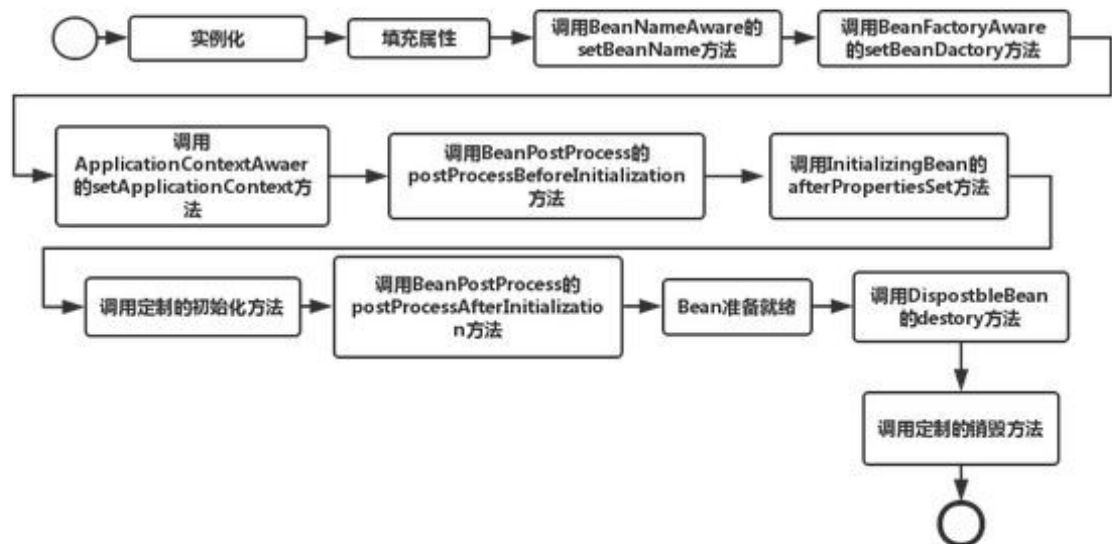 实例化
填充属性
调用BeanNameAware的
setBeanName方法
调用BeanFactoryAware
的setBeanDactory方法
调用
ApplicationContextAwaer
的setApplicationContext方
法
调用BeanPostProcess的
postProcessBeforeInitialization
方法
调用InitializingBean的
afterPropertiesSet方法
调用定制的初始化方法
调用BeanPostProcess的
postProcessAfterInitializatio
n方法
Bean准备就绪
调用DispostbleBean
的destory方法
调用定制的销毁方法